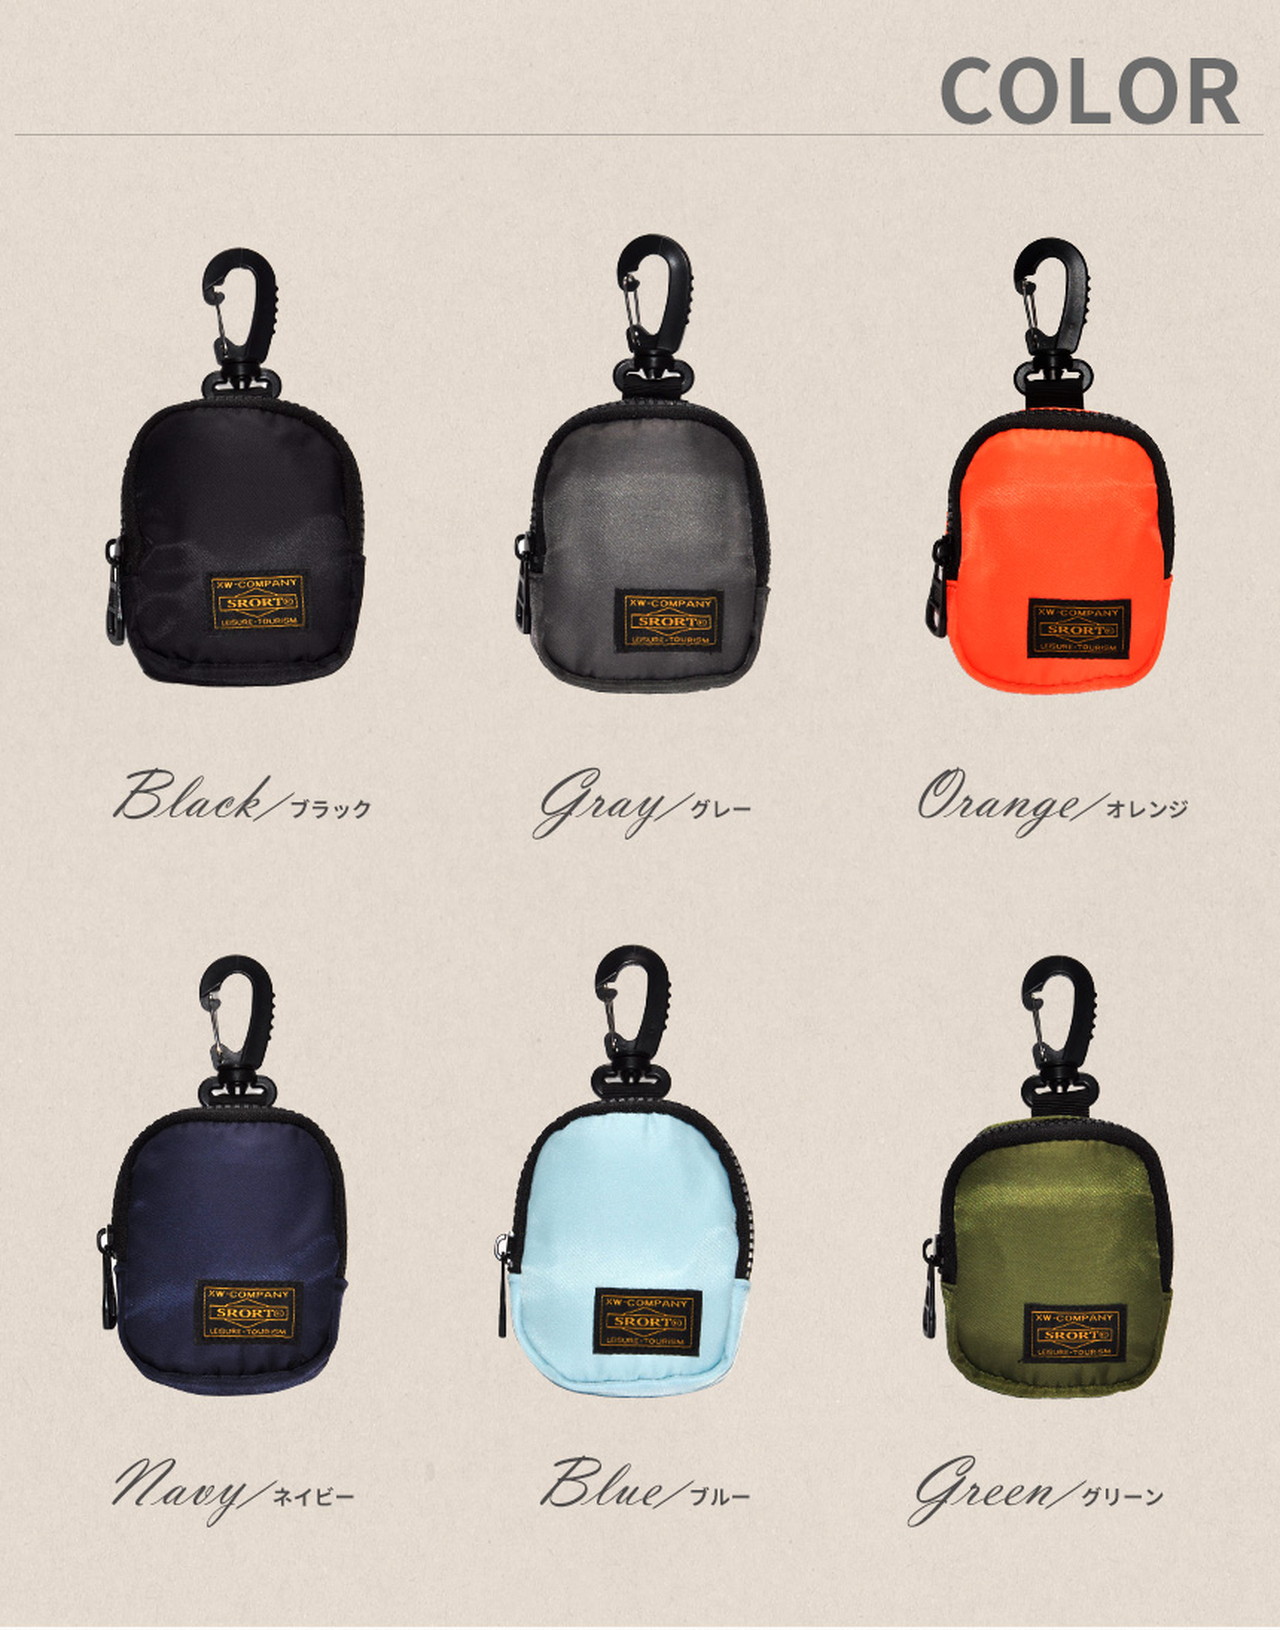 COLOR
XW-COMPANY
SRORT®
LEISURE-TOURISM
XW-COMPANY
SRORT®
LEISURE-TOURISM
XW-COMPANY
SRORT®
LEISURE-TOURISM
Black/ブラック
Gray/グレー
Orange/オレンジ
XW-COMPANY
SRORT®
LEISURE-TOURISM
XW-COMPANY
SRORT®
LEISURE-TOURISM
XW-COMPANY
SRORT®
LEISURE-TOURISM
Navy/ネイビー
Blue/ブルー
Green/グリーン